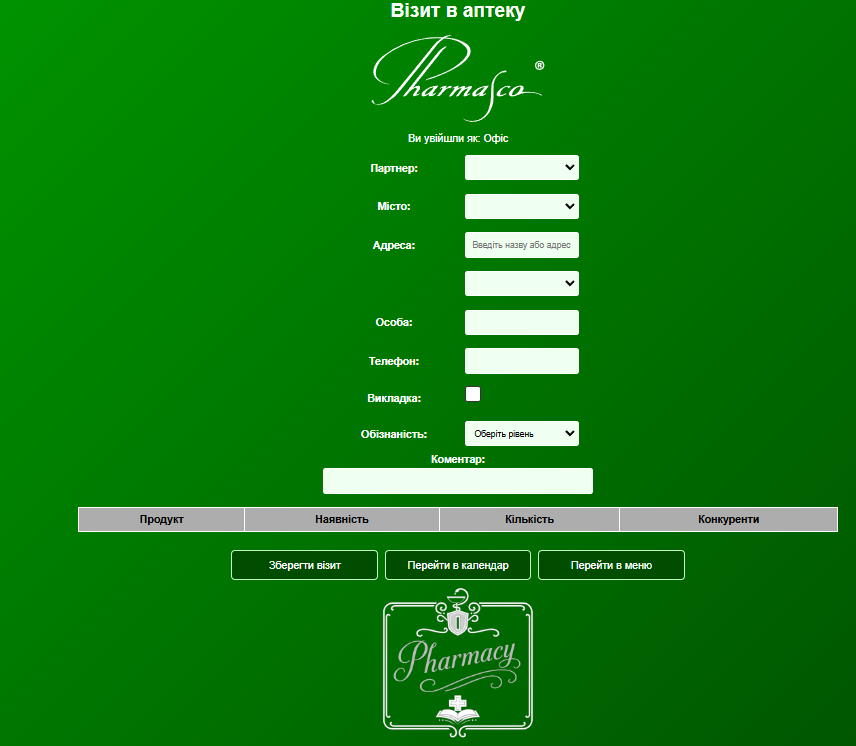 Візит в аптеку
Pharmasco ®
Ви увійшли як: Офіс
Партнер:
Місто:
Адреса: Введіть назву або адрес
Особа:
Телефон:
Викладка:
Обізнаність: Оберіть рівень
Коментар:
Продукт Наявність Кількість Конкуренти
Зберегти візит Перейти в календар Перейти в меню
Pharmacy